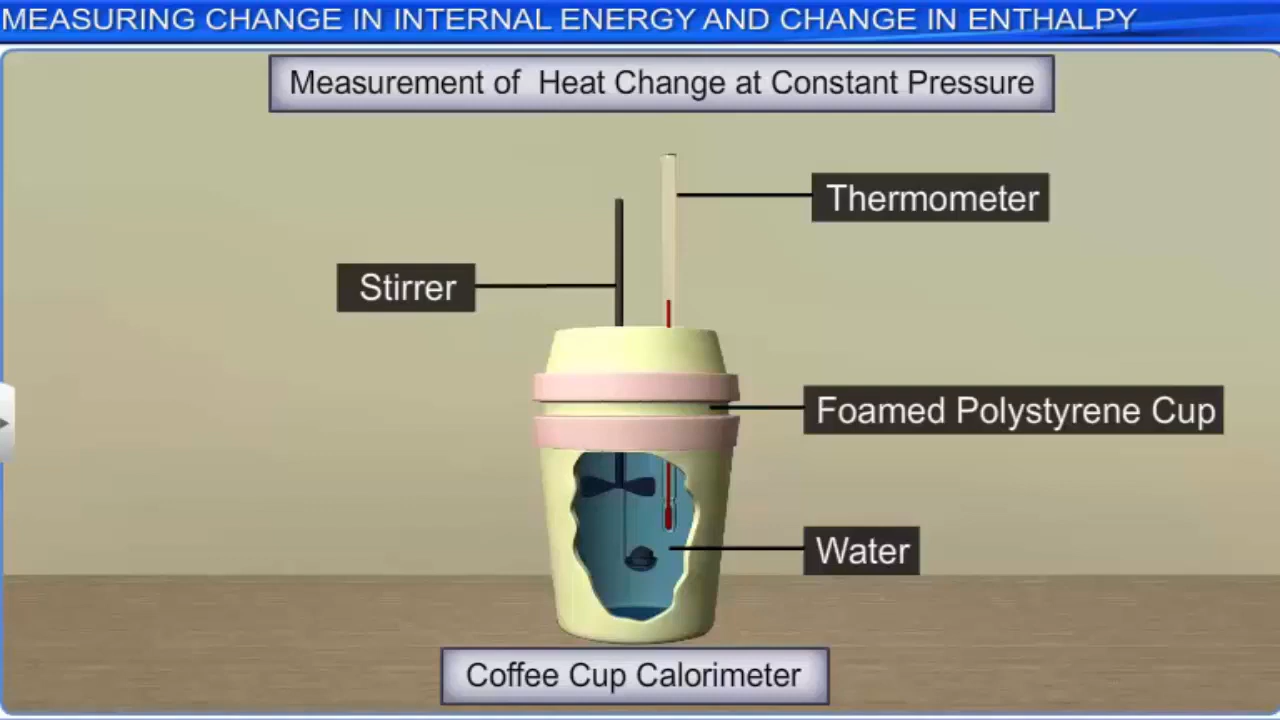 MEASURING CHANGE IN INTERNAL ENERGY AND CHANGE IN ENTHALPY
Measurement of Heat Change at Constant Pressure
Thermometer
Stirrer
Foamed Polystyrene Cup
Water
Coffee Cup Calorimeter